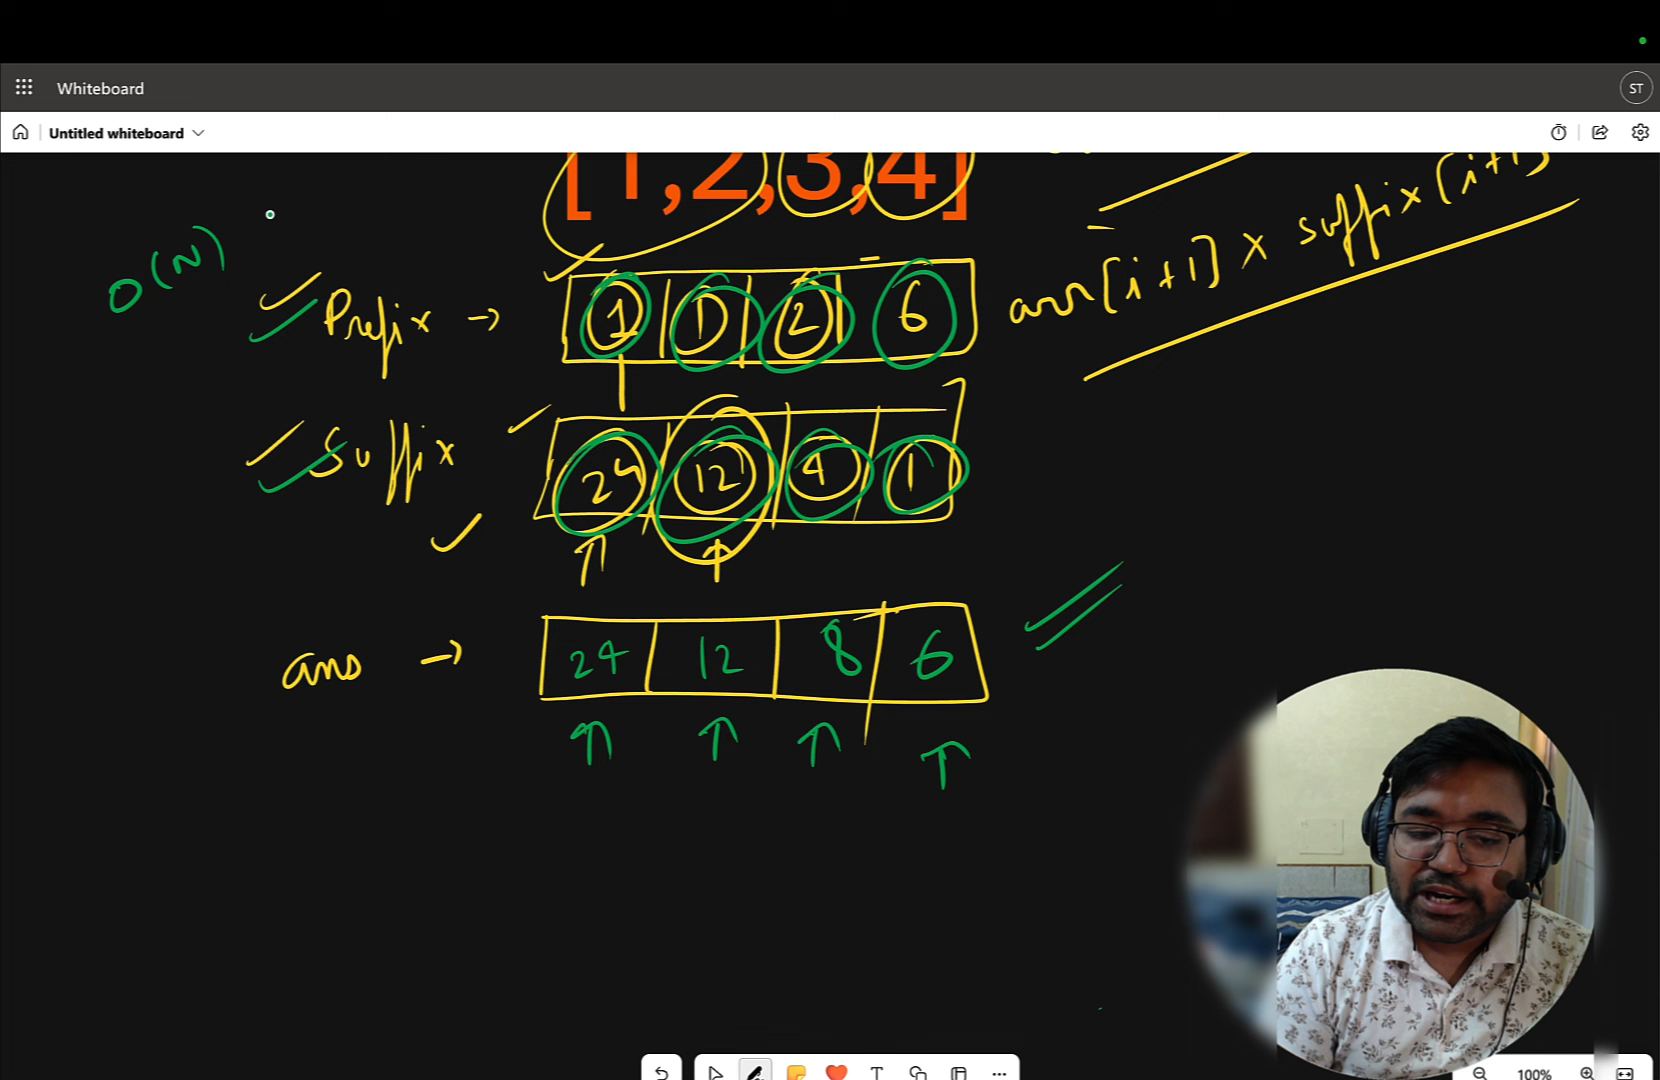 Whiteboard
ST
Untitled whiteboard
[1,2,3,4]
O(N)
arr[i+1] x suffix[i+1]
Prefix → 1 1 2 6
Suffix 24 12 4 1
ans → 24 12 8 6
T
100%